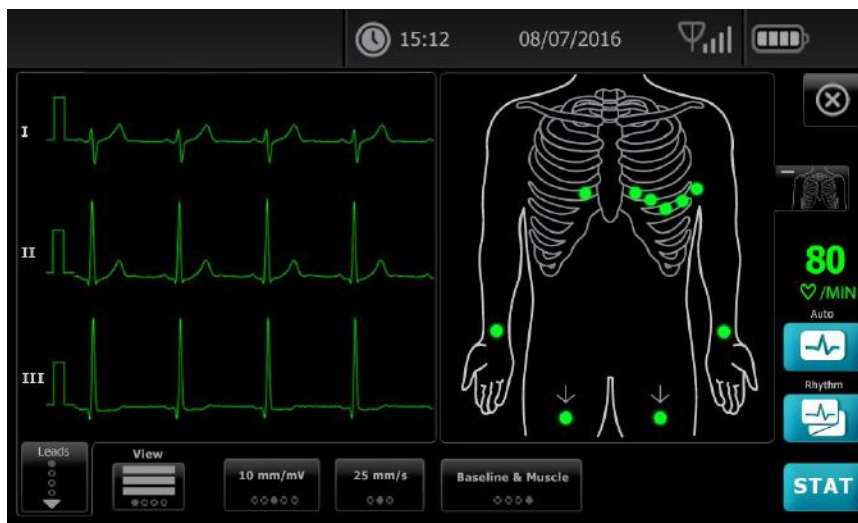 15:12 08/07/2016
I
II
III
80
/MIN
Auto
Rhythm
Leads
View
10 mm/mV
25 mm/s
Baseline & Muscle
STAT